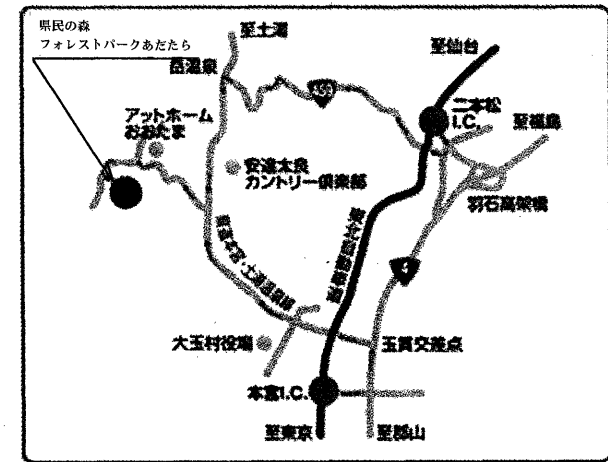 県民の森
フォレストパークあだたら
至土湯
岳温泉
至仙台
二本松
I.C.
至福島
アットホーム
おおたま
安達太良
カントリー倶楽部
羽石高架橋
4
大玉村役場
玉貫交差点
本宮I.C.
至東京
至郡山